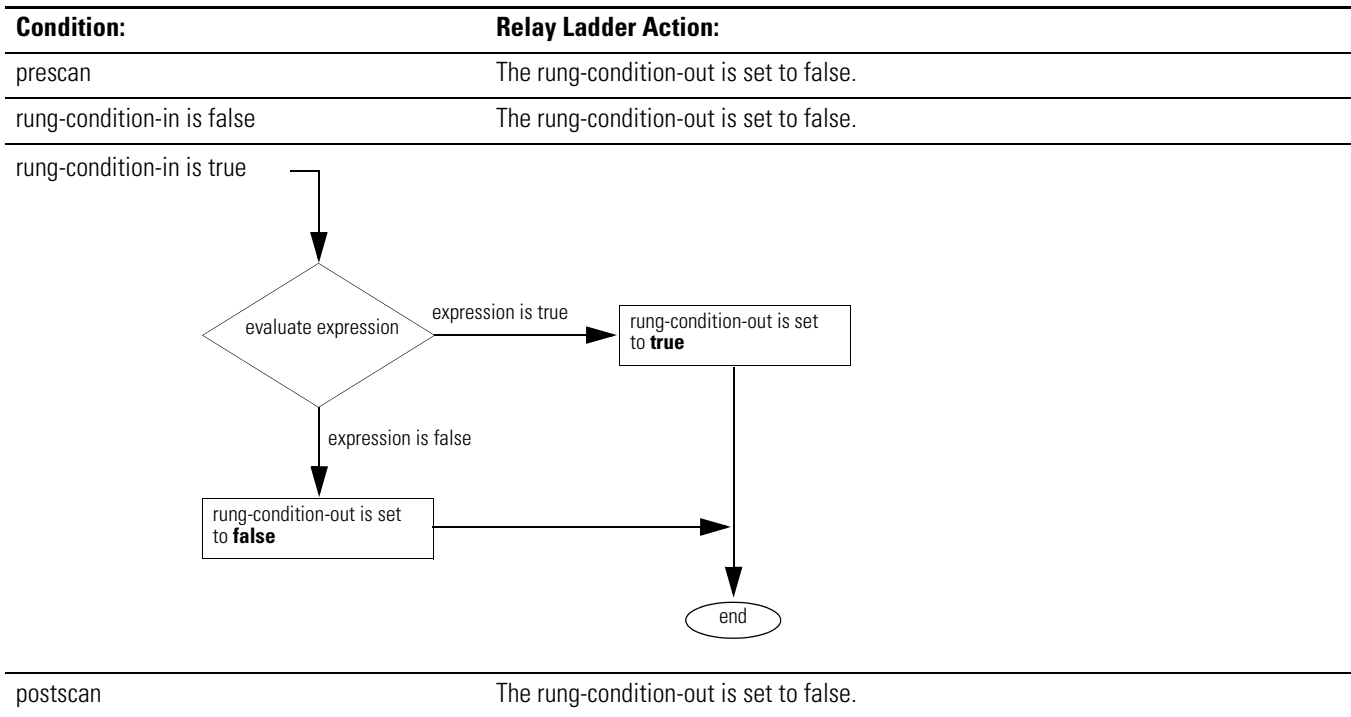 Condition: Relay Ladder Action:
prescan The rung-condition-out is set to false.
rung-condition-in is false The rung-condition-out is set to false.
rung-condition-in is true
evaluate expression
expression is true
rung-condition-out is set
to true
expression is false
rung-condition-out is set
to false
end
postscan The rung-condition-out is set to false.